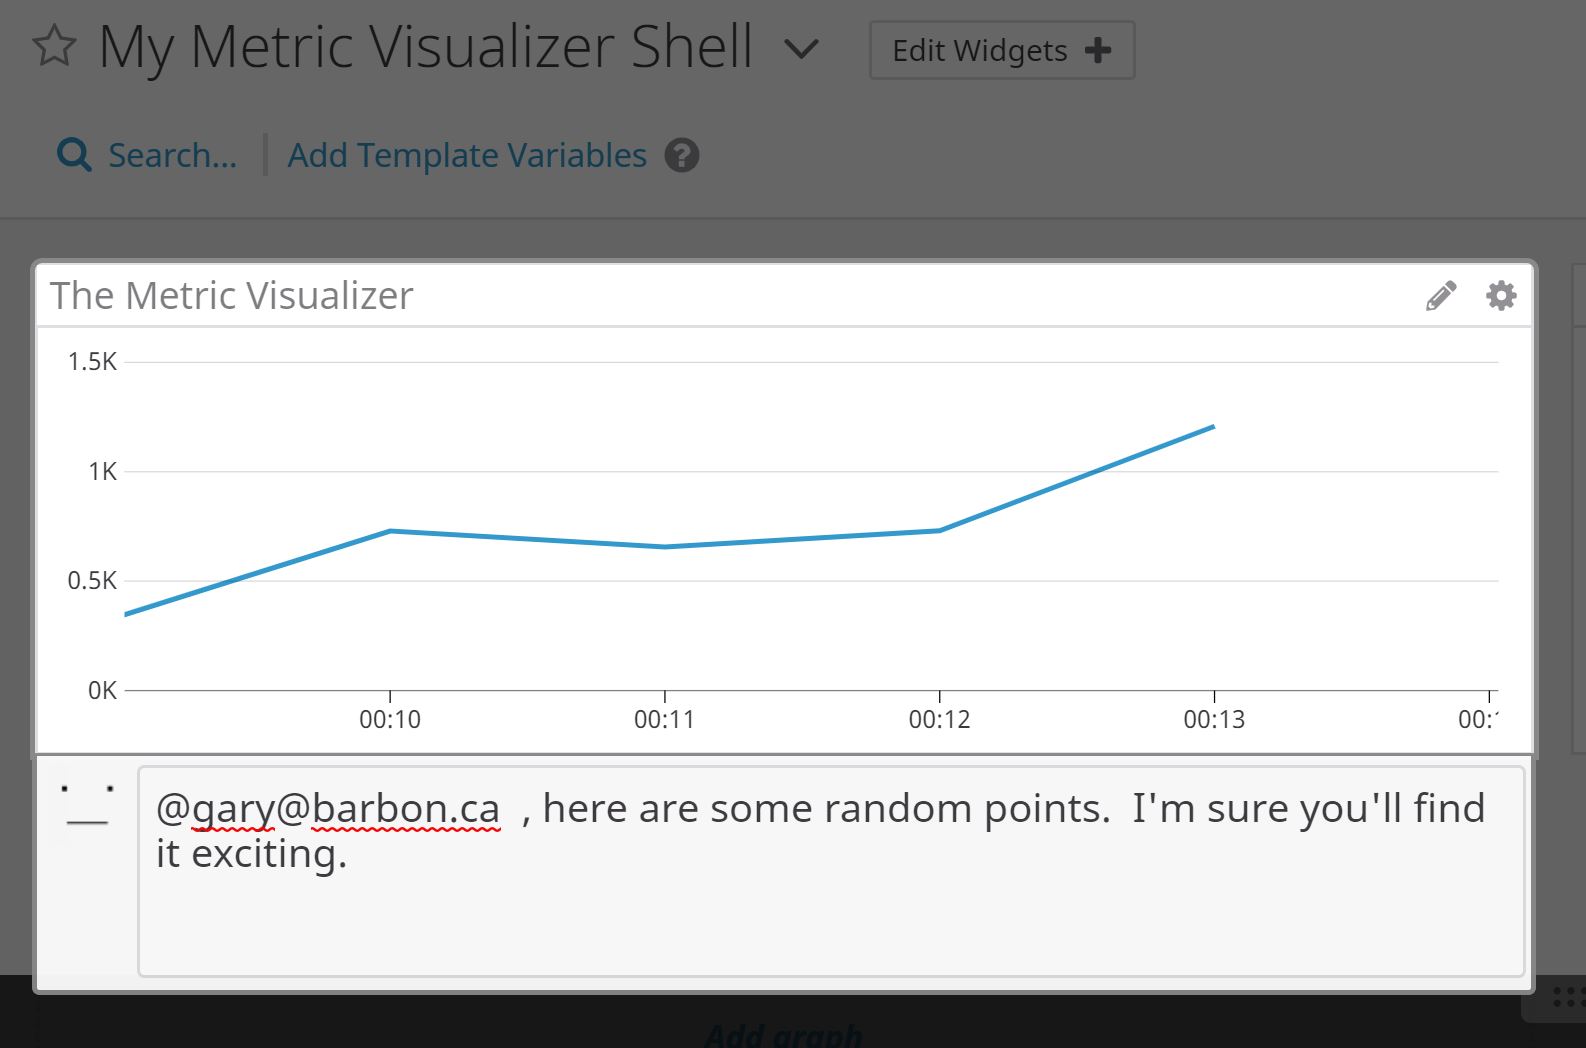 My Metric Visualizer Shell
Edit Widgets
Search...
Add Template Variables
The Metric Visualizer
1.5K
1K
0.5K
0K
00:10 00:11 00:12 00:13 00:
@gary@barbon.ca , here are some random points. I'm sure you'll find
it exciting.
Add graph